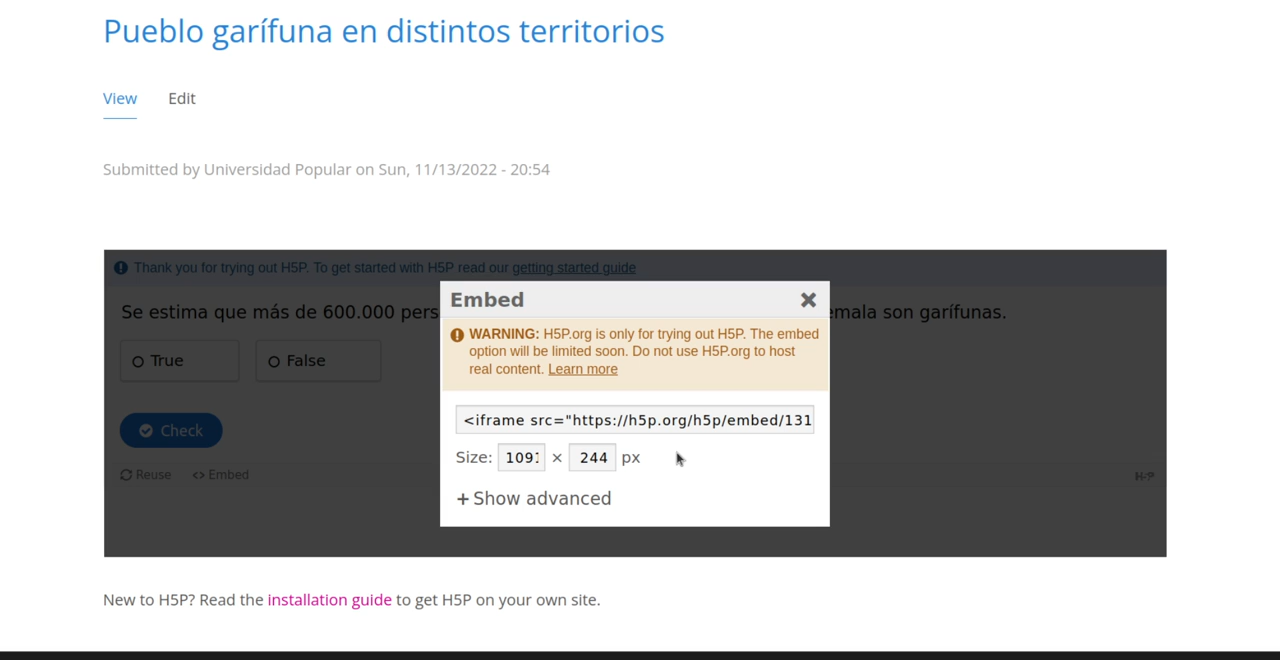 Pueblo garífuna en distintos territorios
View Edit
Submitted by Universidad Popular on Sun, 11/13/2022 - 20:54
Thank you for trying out H5P. To get started with H5P read our getting started guide
Embed
Se estima que más de 600.000 pers
emala son garífunas.
WARNING: H5P.org is only for trying out H5P. The embed
option will be limited soon. Do not use H5P.org to host
real content. Learn more
True False
<iframe src="https://h5p.org/h5p/embed/131
Check
Size: 1091 × 244 px
Reuse <> Embed
H5P
+ Show advanced
New to H5P? Read the installation guide to get H5P on your own site.